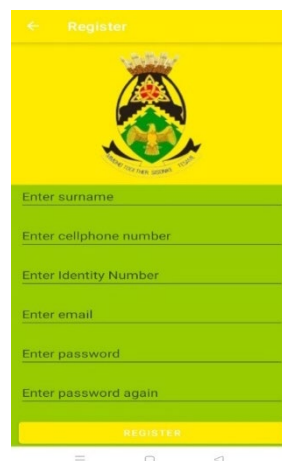 Register
Enter surname
Enter cellphone number
Enter Identity Number
Enter email
Enter password
Enter password again
REGISTER